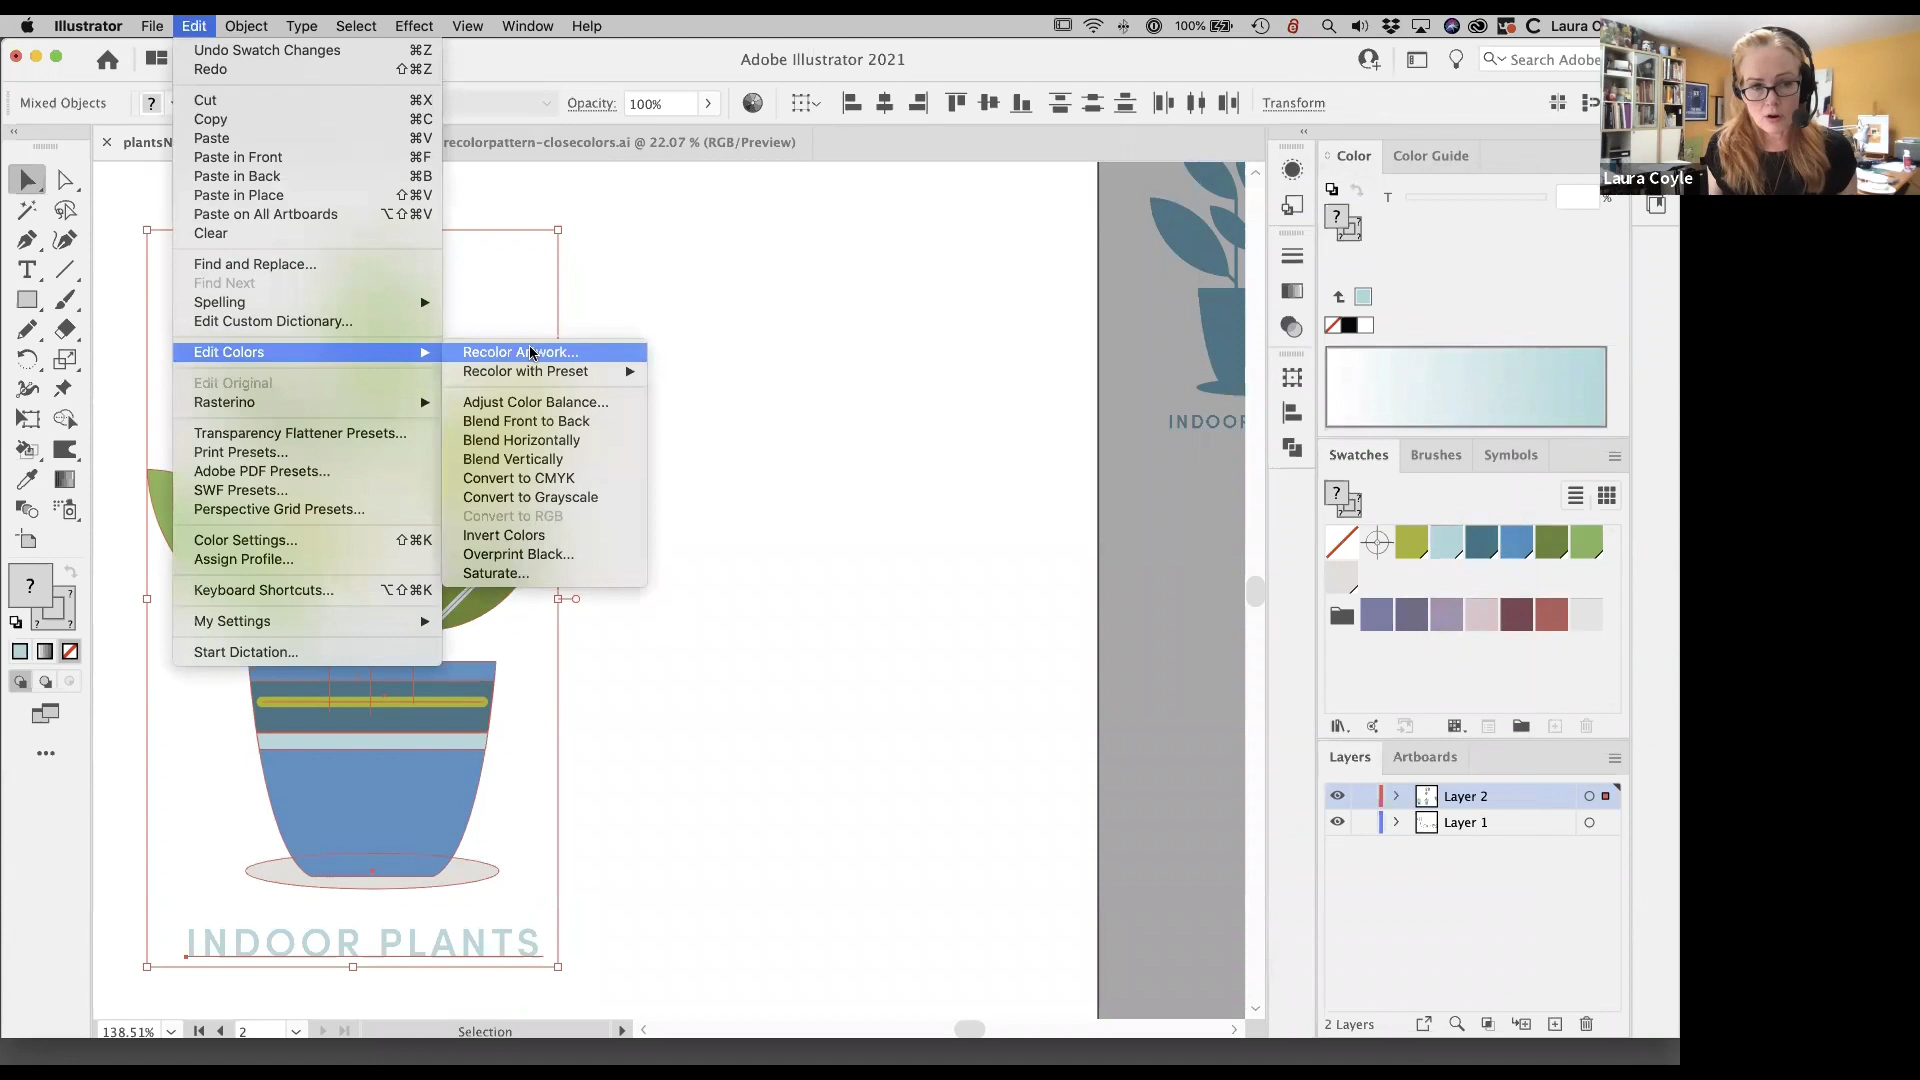 Illustrator File Edit Object Type Select Effect View Window Help 100% Laura C
Adobe Illustrator 2021
Search Adobe
Mixed Objects ? Opacity: 100% Transform
plantsN
recolorpattern-closecolors.ai @ 22.07 % (RGB/Preview)
Undo Swatch Changes ⌘Z
Redo ⇧⌘Z
Cut ⌘X
Copy ⌘C
Paste ⌘V
Paste in Front ⌘F
Paste in Back ⌘B
Paste in Place ⇧⌘V
Paste on All Artboards ⌥⇧⌘V
Clear
Find and Replace...
Find Next
Spelling
Edit Custom Dictionary...
Edit Colors
Edit Original
Rasterino
Transparency Flattener Presets...
Print Presets...
Adobe PDF Presets...
SWF Presets...
Perspective Grid Presets...
Color Settings... ⇧⌘K
Assign Profile...
Keyboard Shortcuts... ⌥⇧⌘K
My Settings
Start Dictation...
Recolor Artwork...
Recolor with Preset
Adjust Color Balance...
Blend Front to Back
Blend Horizontally
Blend Vertically
Convert to CMYK
Convert to Grayscale
Convert to RGB
Invert Colors
Overprint Black...
Saturate...
INDOOR PLANTS
INDOOR
Laura Coyle
Color Color Guide
T %
Swatches Brushes Symbols
Layers Artboards
Layer 2
Layer 1
2 Layers
138.51% 2 Selection